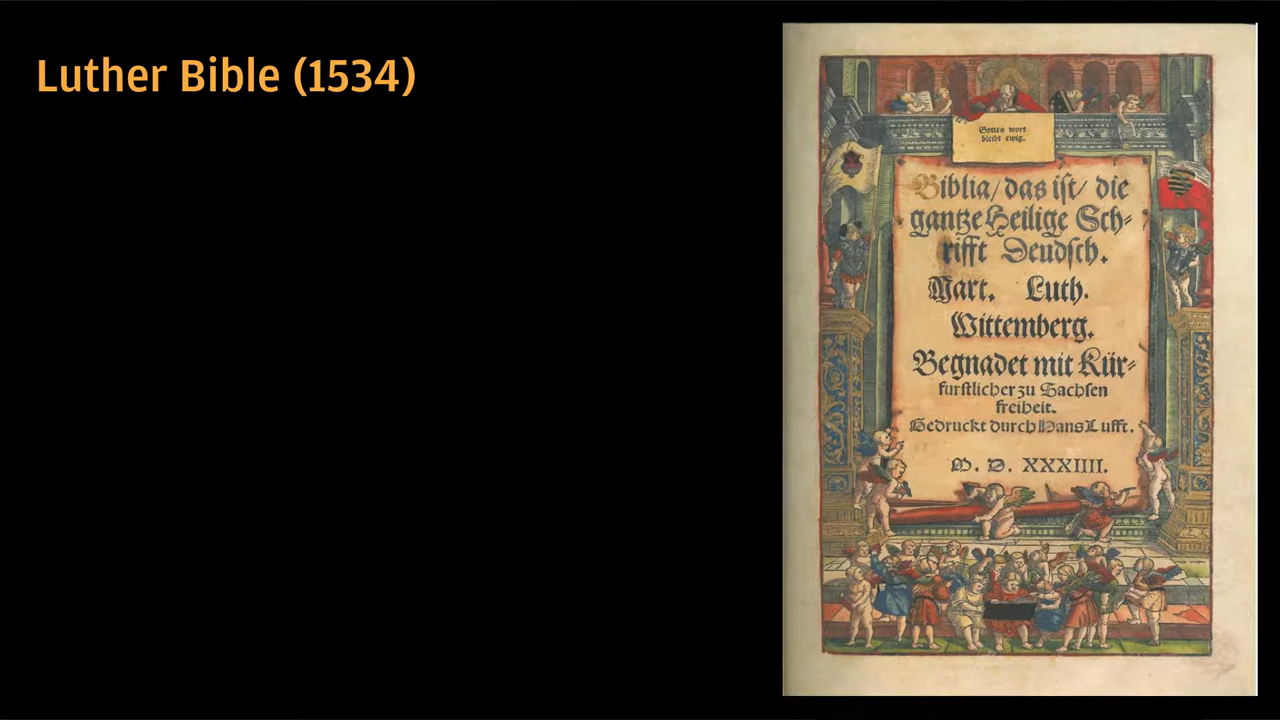 Luther Bible (1534)
Gottes wort
bleibt ewig.
Biblia/ das ist/ die
gantze Heilige Sch⸗
rifft Deudsch.
Mart. Luth.
Wittemberg.
Begnadet mit Kür⸗
furstlicher zu Sachsen
freiheit.
Gedruckt durch Hans Lufft.
M. D. XXXIIII.